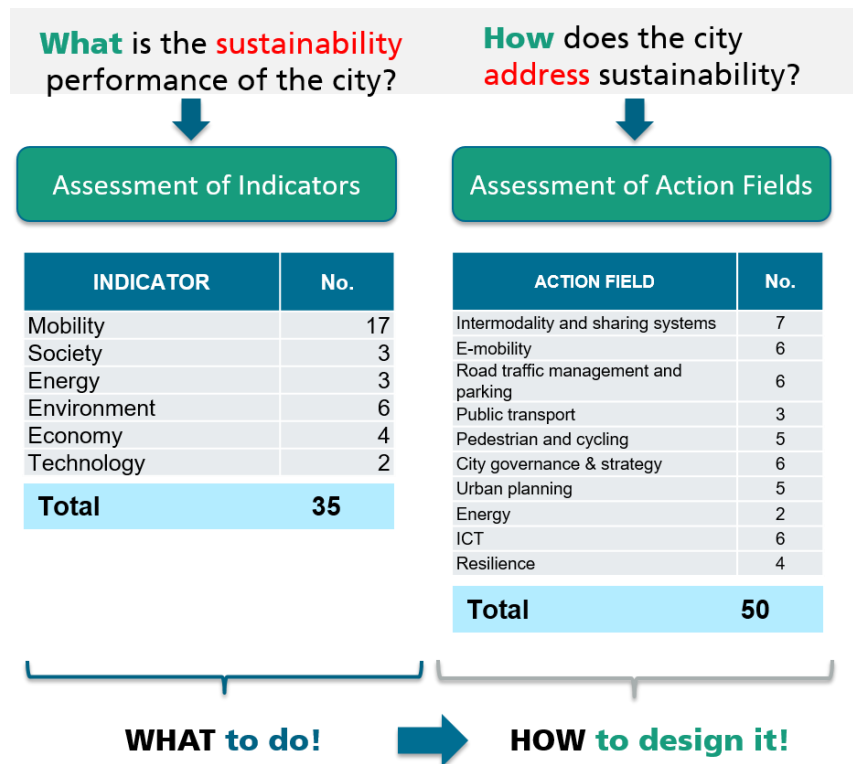 What is the sustainability
performance of the city?
How does the city
address sustainability?
Assessment of Indicators
Assessment of Action Fields
INDICATOR No.
Mobility 17
Society 3
Energy 3
Environment 6
Economy 4
Technology 2
Total 35
ACTION FIELD No.
Intermodality and sharing systems 7
E-mobility 6
Road traffic management and
parking 6
Public transport 3
Pedestrian and cycling 5
City governance & strategy 6
Urban planning 5
Energy 2
ICT 6
Resilience 4
Total 50
WHAT to do!
HOW to design it!